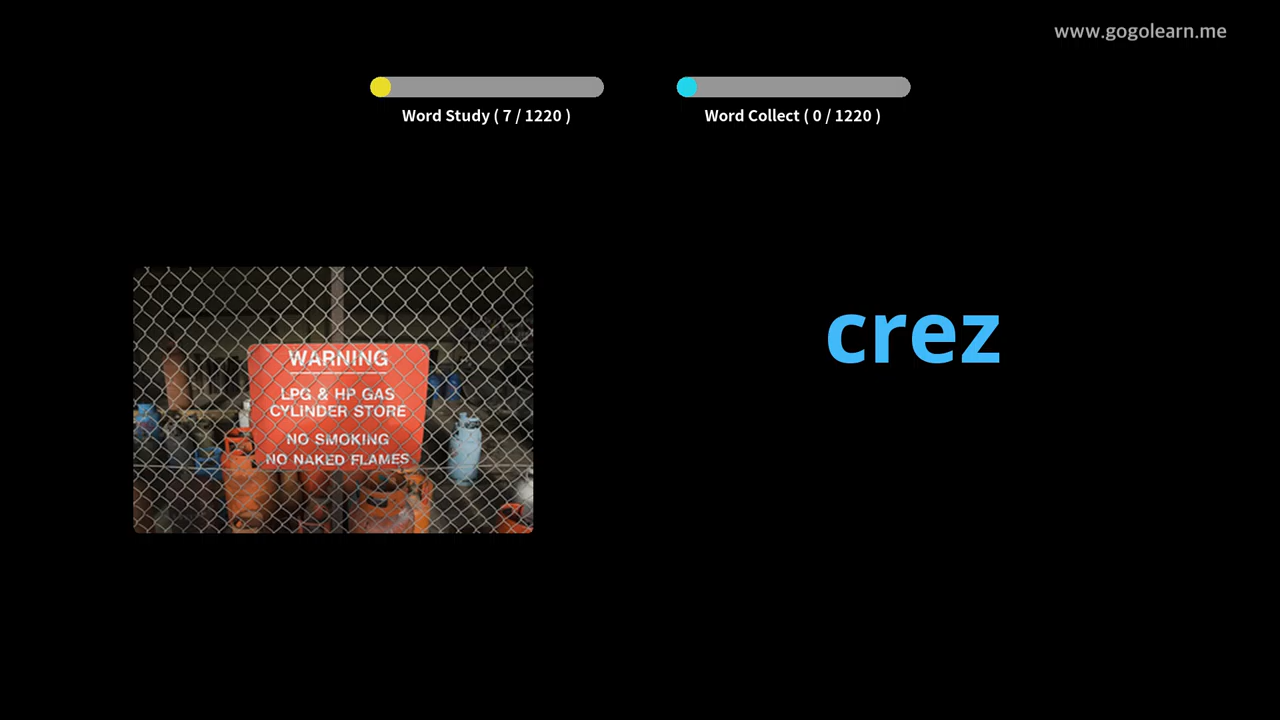 www.gogolearn.me
Word Study ( 7 / 1220 )
Word Collect ( 0 / 1220 )
crez
WARNING
LPG & HP GAS
CYLINDER STORE
NO SMOKING
NO NAKED FLAMES